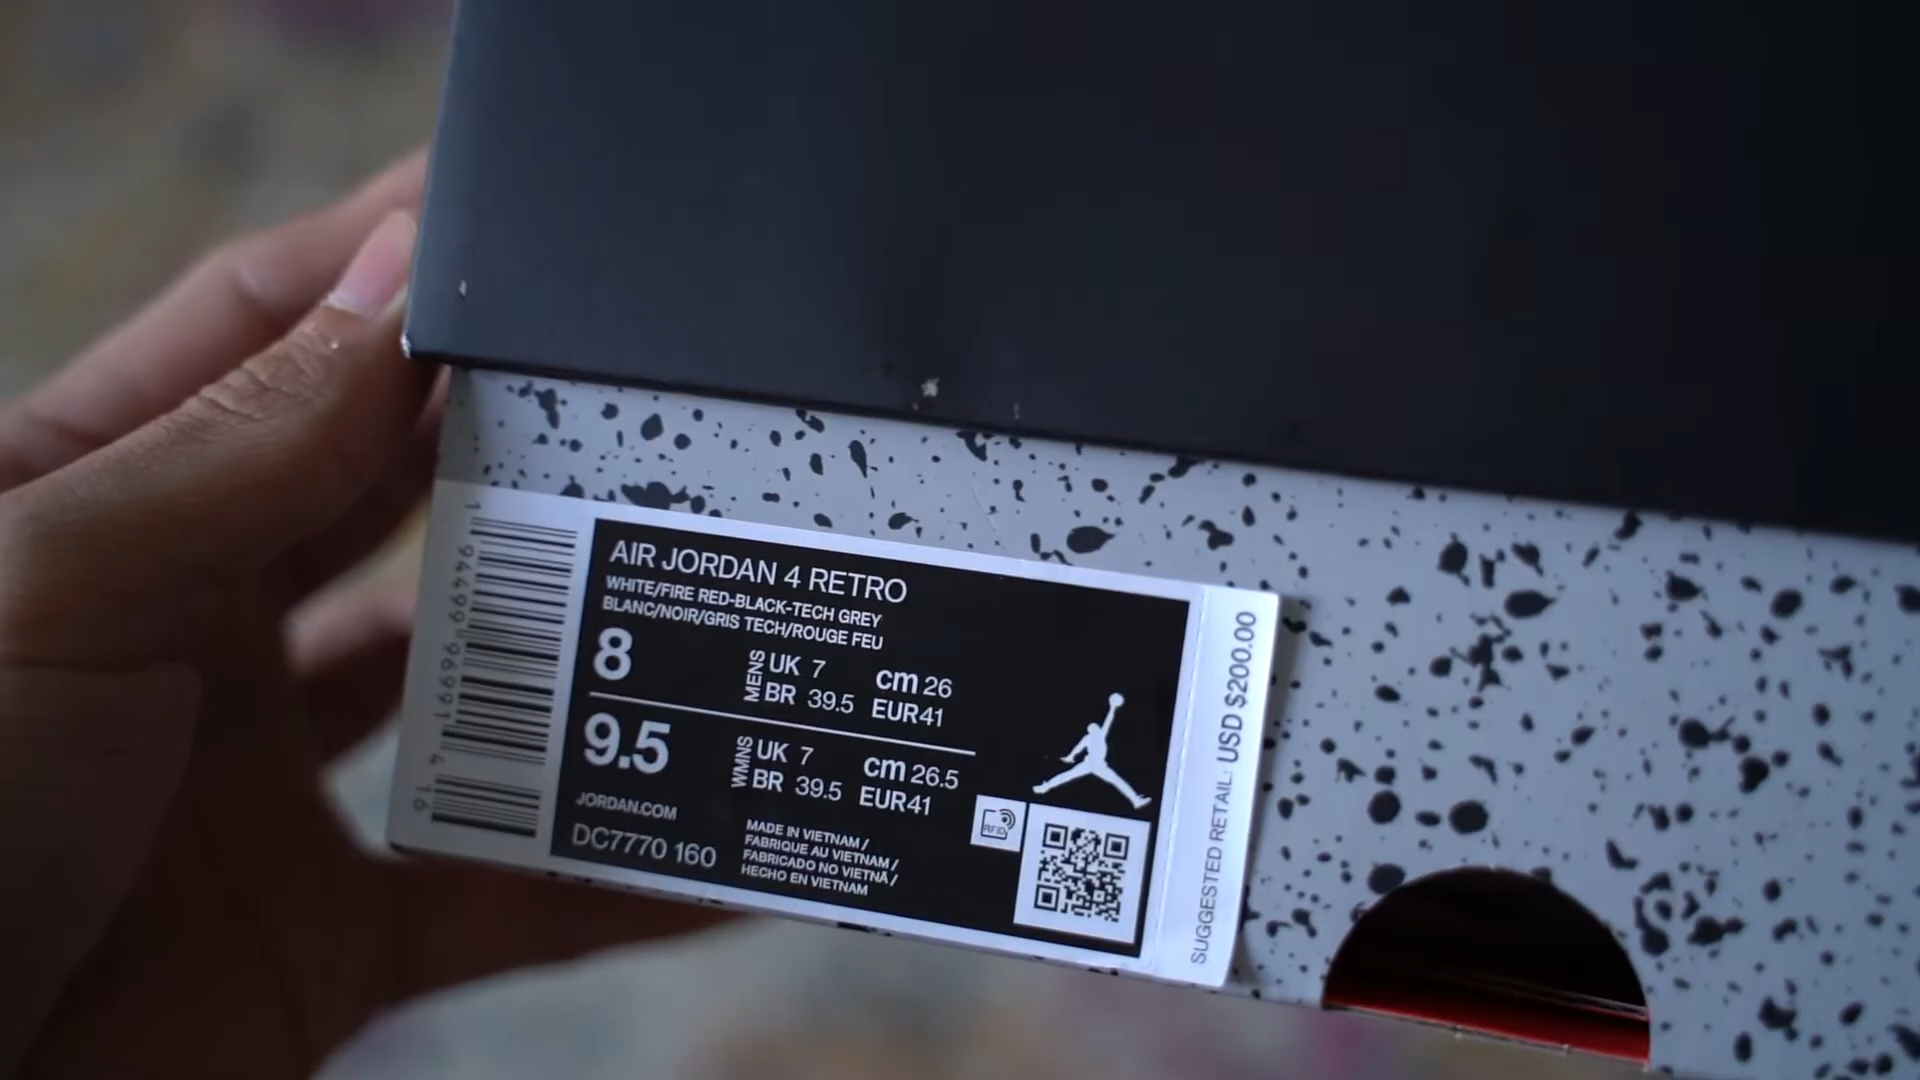 AIR JORDAN 4 RETRO
WHITE/FIRE RED-BLACK-TECH GREY
BLANC/NOIR/GRIS TECH/ROUGE FEU
8
MENS
UK 7 cm 26
BR 39.5 EUR41
9.5
WMNS
UK 7 cm 26.5
BR 39.5 EUR41
JORDAN.COM
DC7770 160
MADE IN VIETNAM /
FABRIQUE AU VIETNAM /
FABRICADO NO VIETNÃ /
HECHO EN VIETNAM
RFID
SUGGESTED RETAIL: USD $200.00